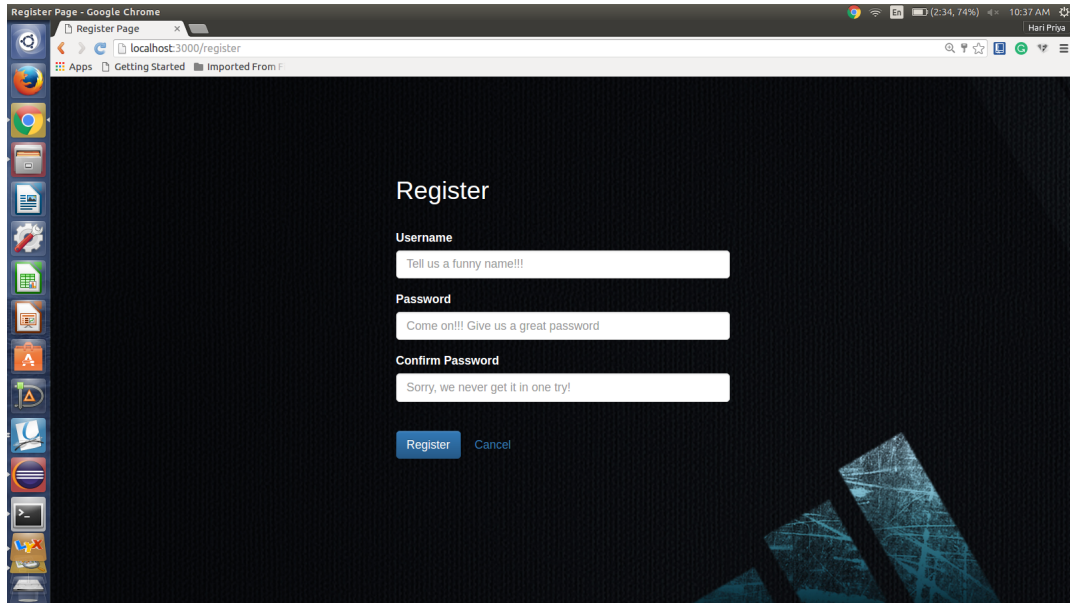 Register Page - Google Chrome
En
(2:34, 74%)
10:37 AM
Register Page
×
Hari Priya
localhost:3000/register
Apps
Getting Started
Imported From F
Register
Username
Tell us a funny name!!!
Password
Come on!!! Give us a great password
Confirm Password
Sorry, we never get it in one try!
Register
Cancel